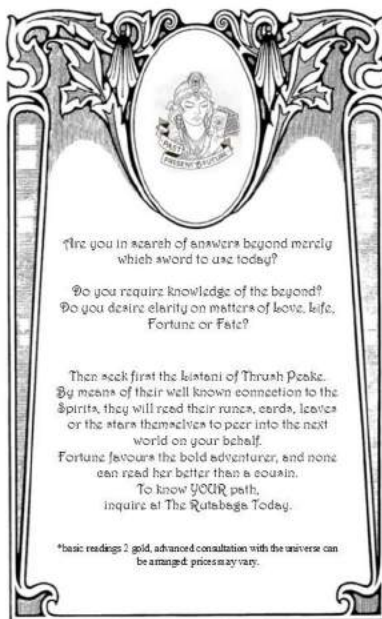 PAST
PRESENT & FUTURE
Are you in search of answers beyond merely
which sword to use today?
Do you require knowledge of the beyond?
Do you desire clarity on matters of Love, Life,
Fortune or Fate?
Then seek first the Listani of Thrush Peake.
By means of their well known connection to the
Spirits, they will read their runes, cards, leaves
or the stars themselves to peer into the next
world on your behalf.
Fortune favours the bold adventurer, and none
can read her better than a cousin.
To know YOUR path,
inquire at The Rutabaga Today.
*basic readings 2 gold, advanced consultation with the universe can
be arranged: prices may vary.